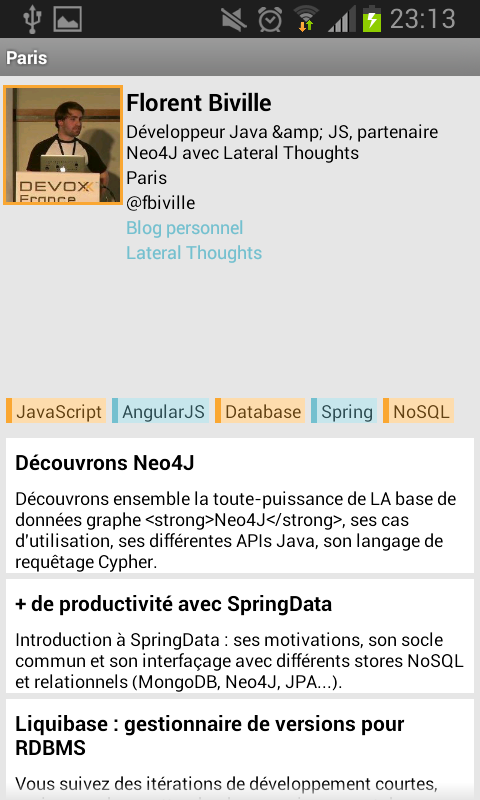 23:13
Paris
Florent Biville
Développeur Java &amp; JS, partenaire
Neo4J avec Lateral Thoughts
Paris
@fbiville
Blog personnel
Lateral Thoughts
DEVOXX
France
JavaScript
AngularJS
Database
Spring
NoSQL
Découvrons Neo4J
Découvrons ensemble la toute-puissance de LA base de
données graphe <strong>Neo4J</strong>, ses cas
d'utilisation, ses différentes APIs Java, son langage de
requêtage Cypher.
+ de productivité avec SpringData
Introduction à SpringData : ses motivations, son socle
commun et son interfaçage avec différents stores NoSQL
et relationnels (MongoDB, Neo4J, JPA...).
Liquibase : gestionnaire de versions pour
RDBMS
Vous suivez des itérations de développement courtes,